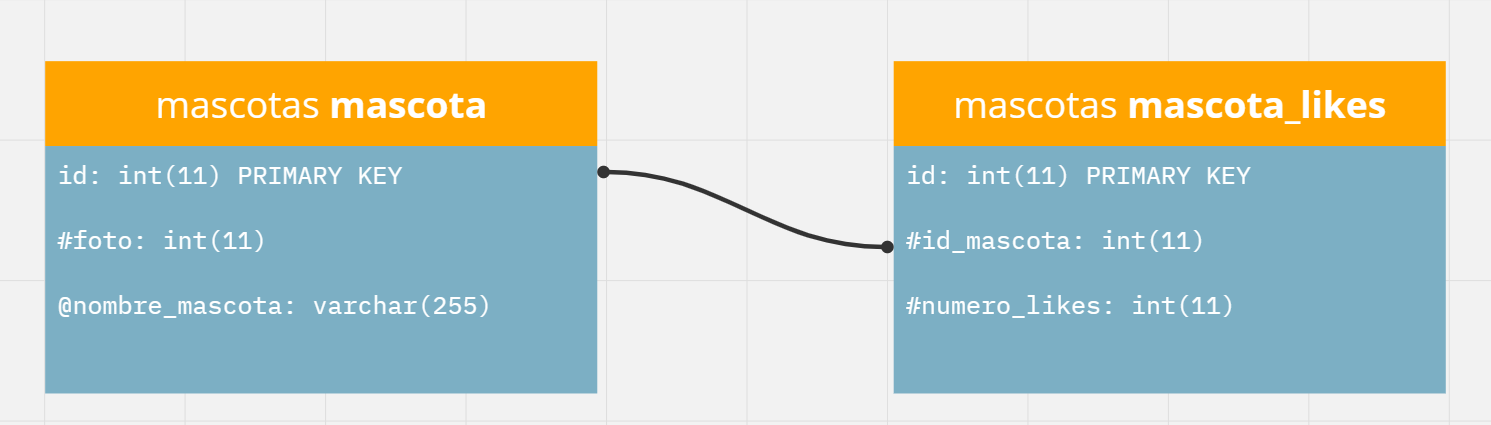 mascotas mascota
id: int(11) PRIMARY KEY
#foto: int(11)
@nombre_mascota: varchar(255)
mascotas mascota_likes
id: int(11) PRIMARY KEY
#id_mascota: int(11)
#numero_likes: int(11)